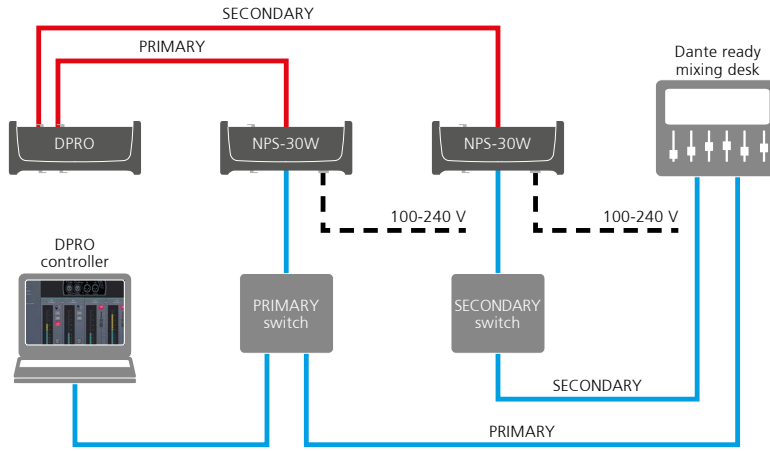 SECONDARY
PRIMARY
Dante ready
mixing desk
DPRO
NPS-30W
NPS-30W
100-240 V
100-240 V
DPRO
controller
PRIMARY
switch
SECONDARY
switch
SECONDARY
PRIMARY